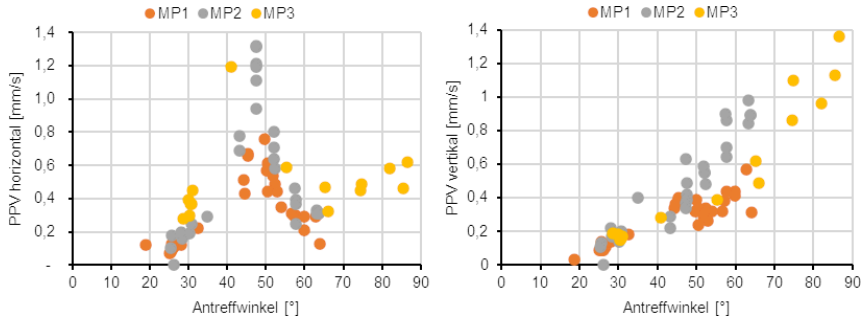 MP1 MP2 MP3
PPV horizontal [mm/s]
1,4
1,2
1,0
0,8
0,6
0,4
0,2
-
0 10 20 30 40 50 60 70 80 90
Antreffwinkel [°]
MP1 MP2 MP3
PPV vertikal [mm/s]
1,4
1,2
1
0,8
0,6
0,4
0,2
0
0 10 20 30 40 50 60 70 80 90
Antreffwinkel [°]